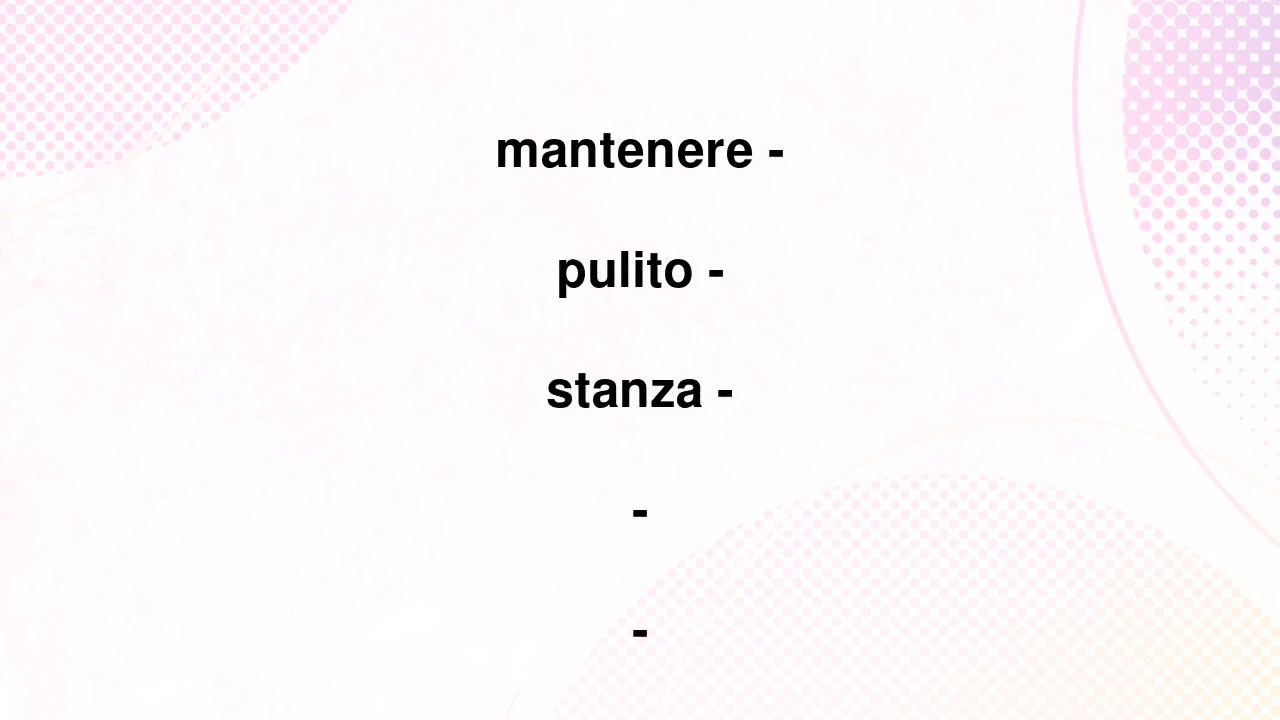 mantenere -
pulito -
stanza -
-
-